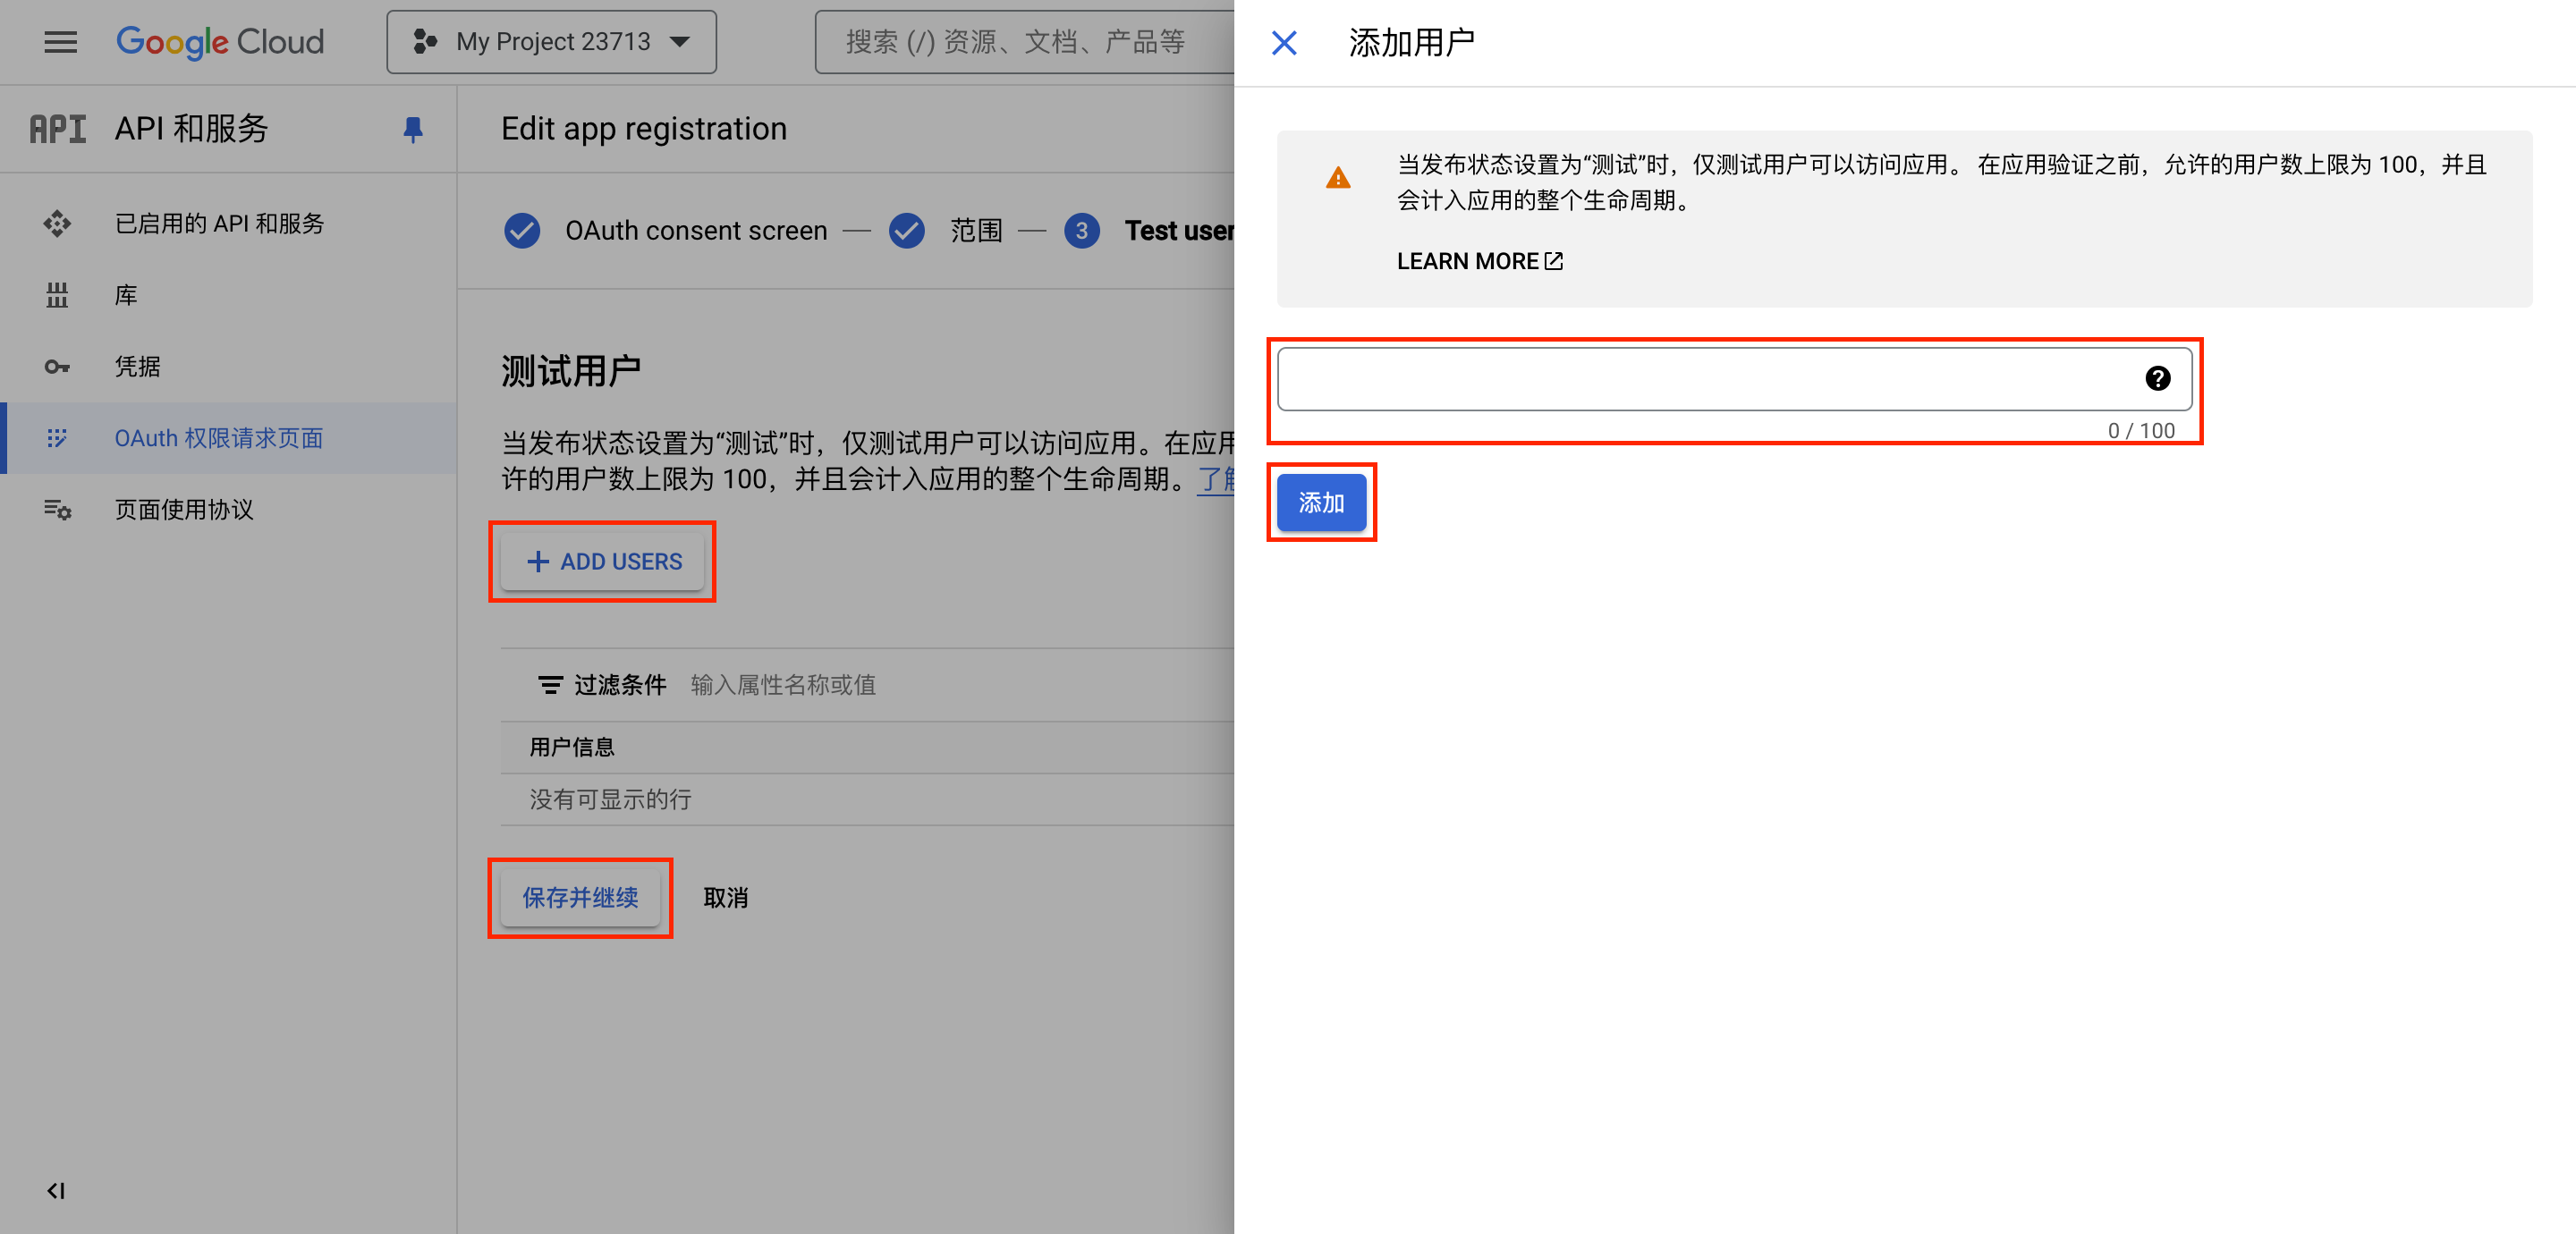 Google Cloud
My Project 23713
搜索 (/) 资源、文档、产品等
API
API 和服务
已启用的 API 和服务
库
凭据
OAuth 权限请求页面
页面使用协议
Edit app registration
OAuth consent screen
范围
3
Test user
测试用户
当发布状态设置为“测试”时，仅测试用户可以访问应用。在应用
许的用户数上限为 100，并且会计入应用的整个生命周期。了解
ADD USERS
过滤条件
输入属性名称或值
用户信息
没有可显示的行
保存并继续
取消
添加用户
当发布状态设置为“测试”时，仅测试用户可以访问应用。 在应用验证之前，允许的用户数上限为 100，并且
会计入应用的整个生命周期。
LEARN MORE
0 / 100
添加